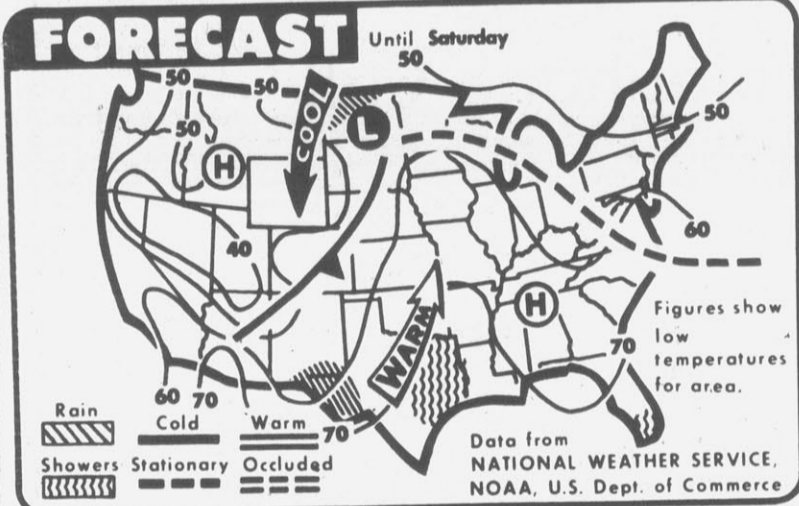 FORECAST
Until Saturday
50
50
50
50
50
COOL
L
H
40
60
H
WARM
70
60 70
70
Figures show
low
temperatures
for area.
Rain
Cold
Warm
Showers
Stationary
Occluded
Data from
NATIONAL WEATHER SERVICE,
NOAA, U.S. Dept. of Commerce